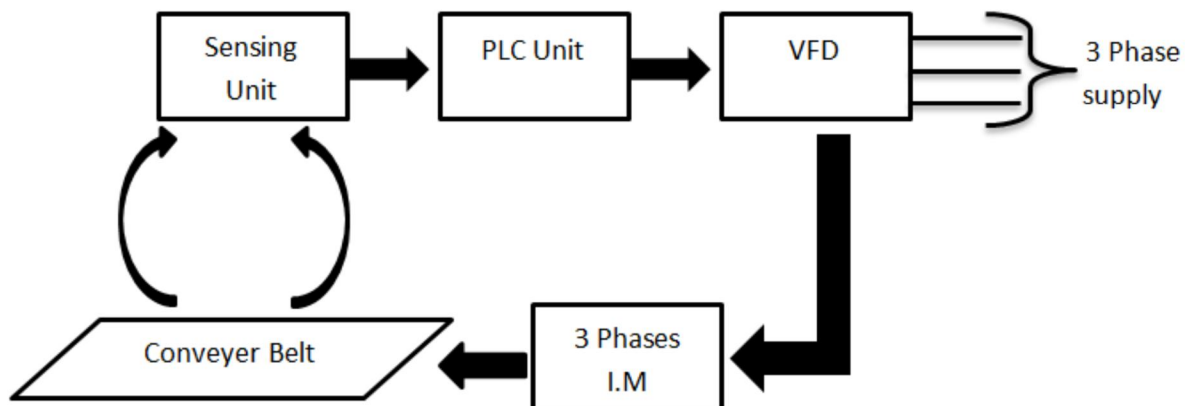 Sensing
Unit
PLC Unit
VFD
3 Phase
supply
Conveyer Belt
3 Phases
I.M